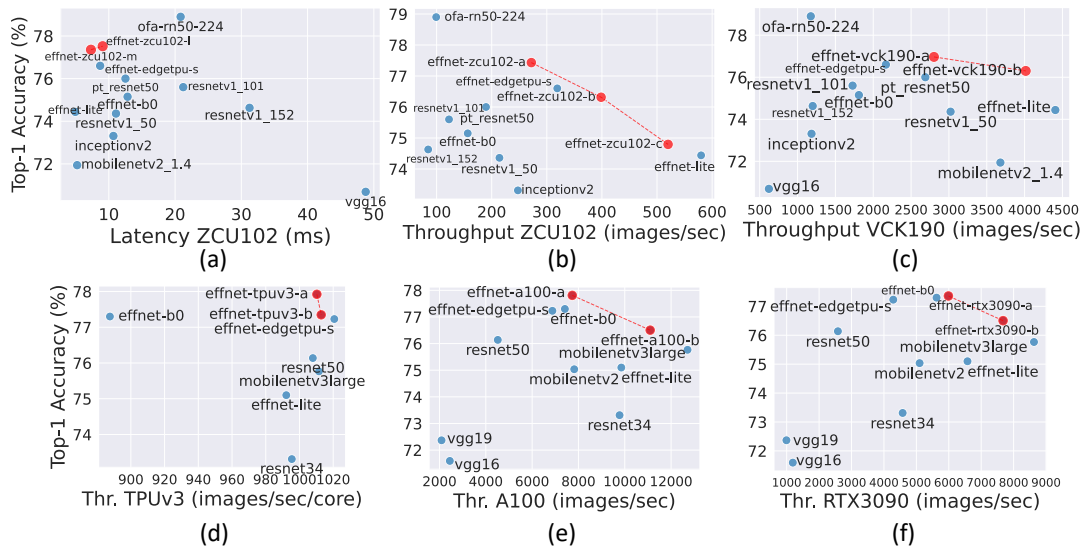 Top-1 Accuracy (%)
78
76
74
72
ofa-rn50-224
effnet-zcu102-l
effnet-zcu102-m
effnet-edgetpu-s
pt_resnet50
resnetv1_101
effnet-lite
effnet-b0
resnetv1_50
resnetv1_152
inceptionv2
mobilenetv2_1.4
vgg16
10 20 30 40 50
Latency ZCU102 (ms)
(a)
79
78
77
76
75
74
ofa-rn50-224
effnet-zcu102-a
effnet-edgetpu-s
effnet-zcu102-b
resnetv1_101
pt_resnet50
effnet-b0
effnet-zcu102-c
resnetv1_152
resnetv1_50
effnet-lite
inceptionv2
100 200 300 400 500 600
Throughput ZCU102 (images/sec)
(b)
78
76
74
72
ofa-rn50-224
effnet-vck190-a
effnet-edgetpu-s
effnet-vck190-b
resnetv1_101
pt_resnet50
resnetv1_152
effnet-b0
effnet-lite
resnetv1_50
inceptionv2
mobilenetv2_1.4
vgg16
500 1000 1500 2000 2500 3000 3500 4000 4500
Throughput VCK190 (images/sec)
(c)
Top-1 Accuracy (%)
78
77
76
75
74
73
effnet-tpuv3-a
effnet-b0
effnet-tpuv3-b
effnet-edgetpu-s
resnet50
mobilenetv3large
effnet-lite
resnet34
900 920 940 960 980 1000 1020
Thr. TPUv3 (images/sec/core)
(d)
78
77
76
75
74
73
72
effnet-a100-a
effnet-edgetpu-s
effnet-b0
effnet-a100-b
resnet50
mobilenetv3large
mobilenetv2
effnet-lite
resnet34
vgg19
vgg16
2000 4000 6000 8000 10000 12000
Thr. A100 (images/sec)
(e)
77
76
75
74
73
72
effnet-b0
effnet-edgetpu-s
effnet-rtx3090-a
effnet-rtx3090-b
resnet50
mobilenetv3large
mobilenetv2
effnet-lite
resnet34
vgg19
vgg16
1000 2000 3000 4000 5000 6000 7000 8000 9000
Thr. RTX3090 (images/sec)
(f)